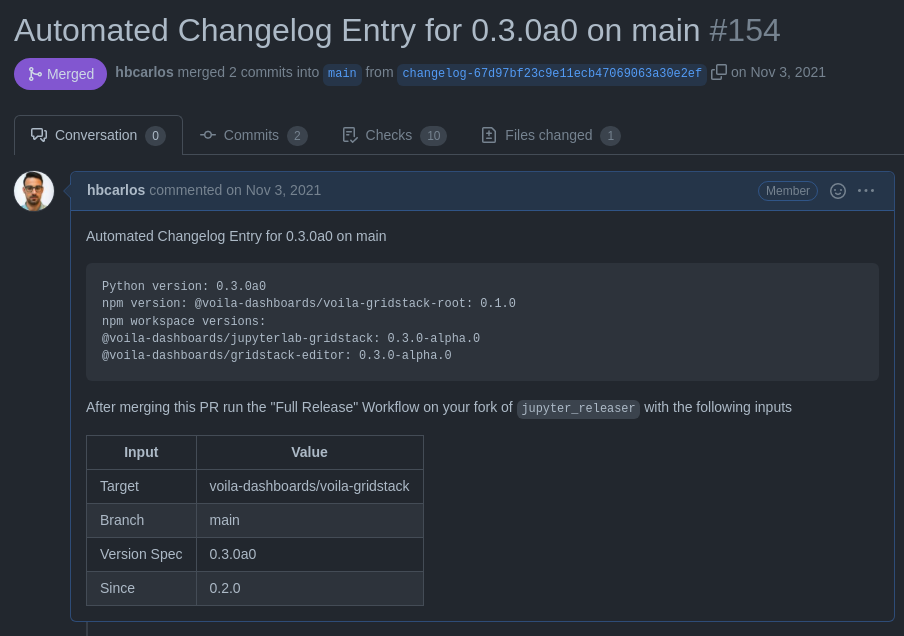 Automated Changelog Entry for 0.3.0a0 on main #154
Merged hbcarlos merged 2 commits into main from changelog-67d97bf23c9e11ecb47069063a30e2ef on Nov 3, 2021
Conversation 0 Commits 2 Checks 10 Files changed 1
hbcarlos commented on Nov 3, 2021 Member
Automated Changelog Entry for 0.3.0a0 on main
Python version: 0.3.0a0
npm version: @voila-dashboards/voila-gridstack-root: 0.1.0
npm workspace versions:
@voila-dashboards/jupyterlab-gridstack: 0.3.0-alpha.0
@voila-dashboards/gridstack-editor: 0.3.0-alpha.0
After merging this PR run the "Full Release" Workflow on your fork of jupyter_releaser with the following inputs
Input Value
Target voila-dashboards/voila-gridstack
Branch main
Version Spec 0.3.0a0
Since 0.2.0